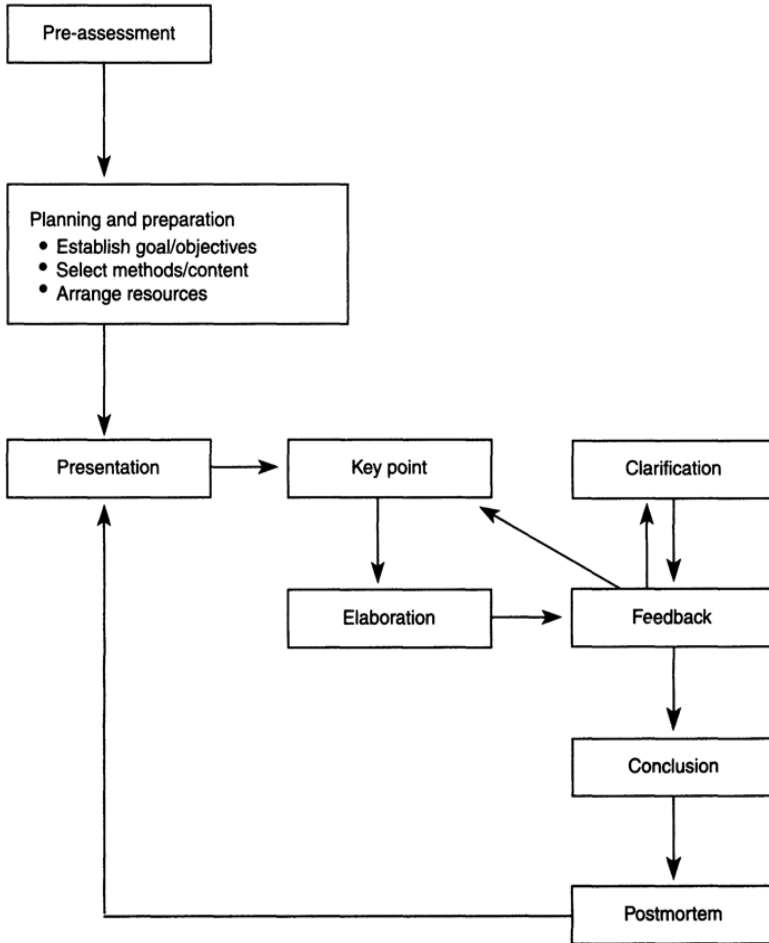 Pre-assessment
Planning and preparation
• Establish goal/objectives
• Select methods/content
• Arrange resources
Presentation
Key point
Clarification
Elaboration
Feedback
Conclusion
Postmortem